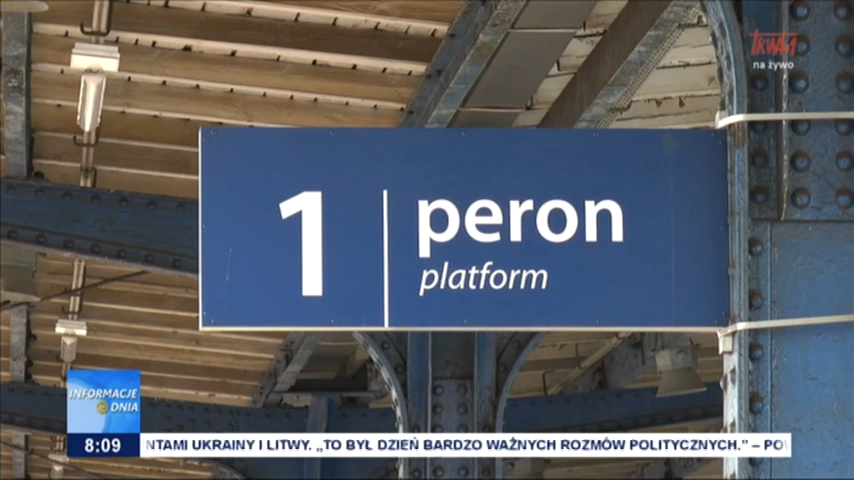 TRWAM
na żywo
1
peron
platform
INFORMACJE
DNIA
8:09
NTAMI UKRAINY I LITWY. „TO BYŁ DZIEŃ BARDZO WAŻNYCH ROZMÓW POLITYCZNYCH." – PO